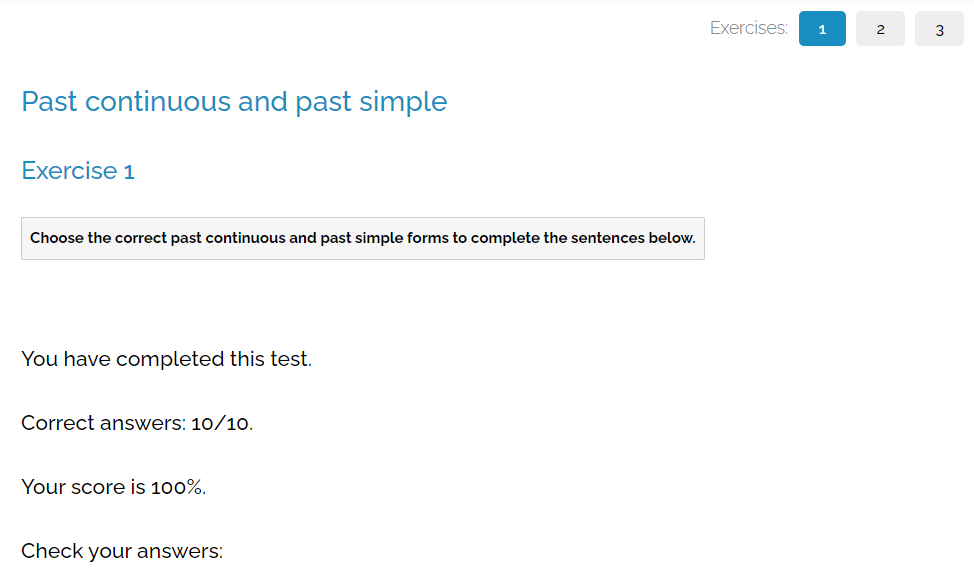 Exercises: 1 2 3
Past continuous and past simple
Exercise 1
Choose the correct past continuous and past simple forms to complete the sentences below.
You have completed this test.
Correct answers: 10/10.
Your score is 100%.
Check your answers: